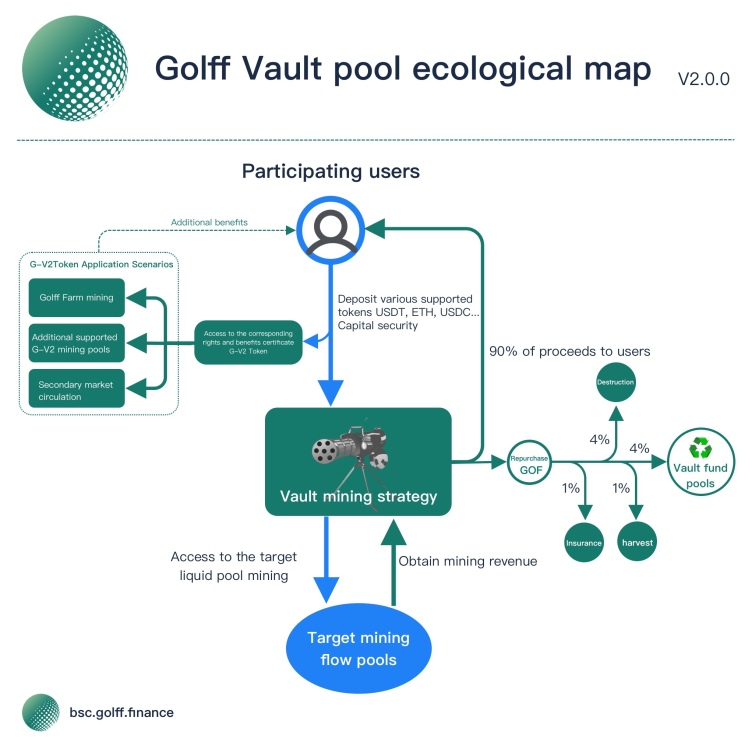 Golff Vault pool ecological map
V2.0.0
Participating users
Additional benefits
G-V2Token Application Scenarios
Golff Farm mining
Additional supported
G-V2 mining pools
Secondary market
circulation
Access to the corresponding
rights and benefits certificate
G-V2 Token
Deposit various supported
tokens USDT, ETH, USDC...
Capital security
90% of proceeds to users
Destruction
4%
4%
Repurchase
GOF
Vault fund
pools
1%
1%
Insurance
harvest
Vault mining strategy
Access to the target
liquid pool mining
Obtain mining revenue
Target mining
flow pools
bsc.golff.finance